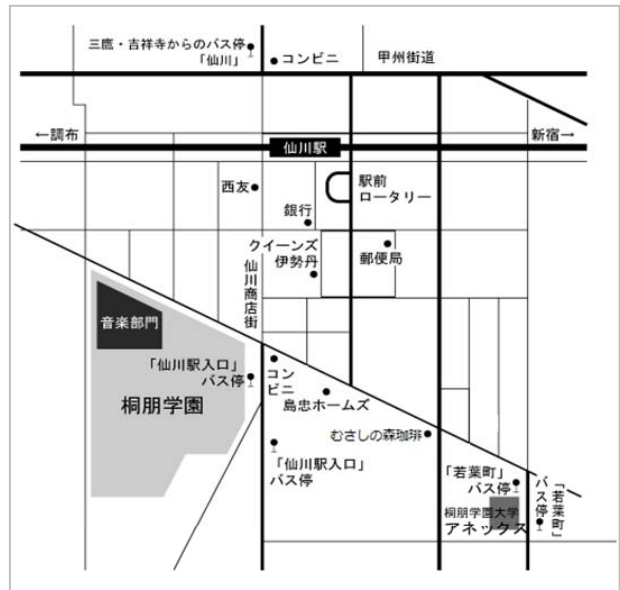 三鷹・吉祥寺からのバス停
「仙川」
コンビニ
甲州街道
←調布
新宿→
仙川駅
西友
駅前
ロータリー
銀行
クイーンズ
伊勢丹
郵便局
仙川商店街
音楽部門
「仙川駅入口」
バス停
コン
ビニ
桐朋学園
島忠ホームズ
むさしの森珈琲
「仙川駅入口」
バス停
「若葉町」
バス停
「若葉町」
バス停
桐朋学園大学
アネックス